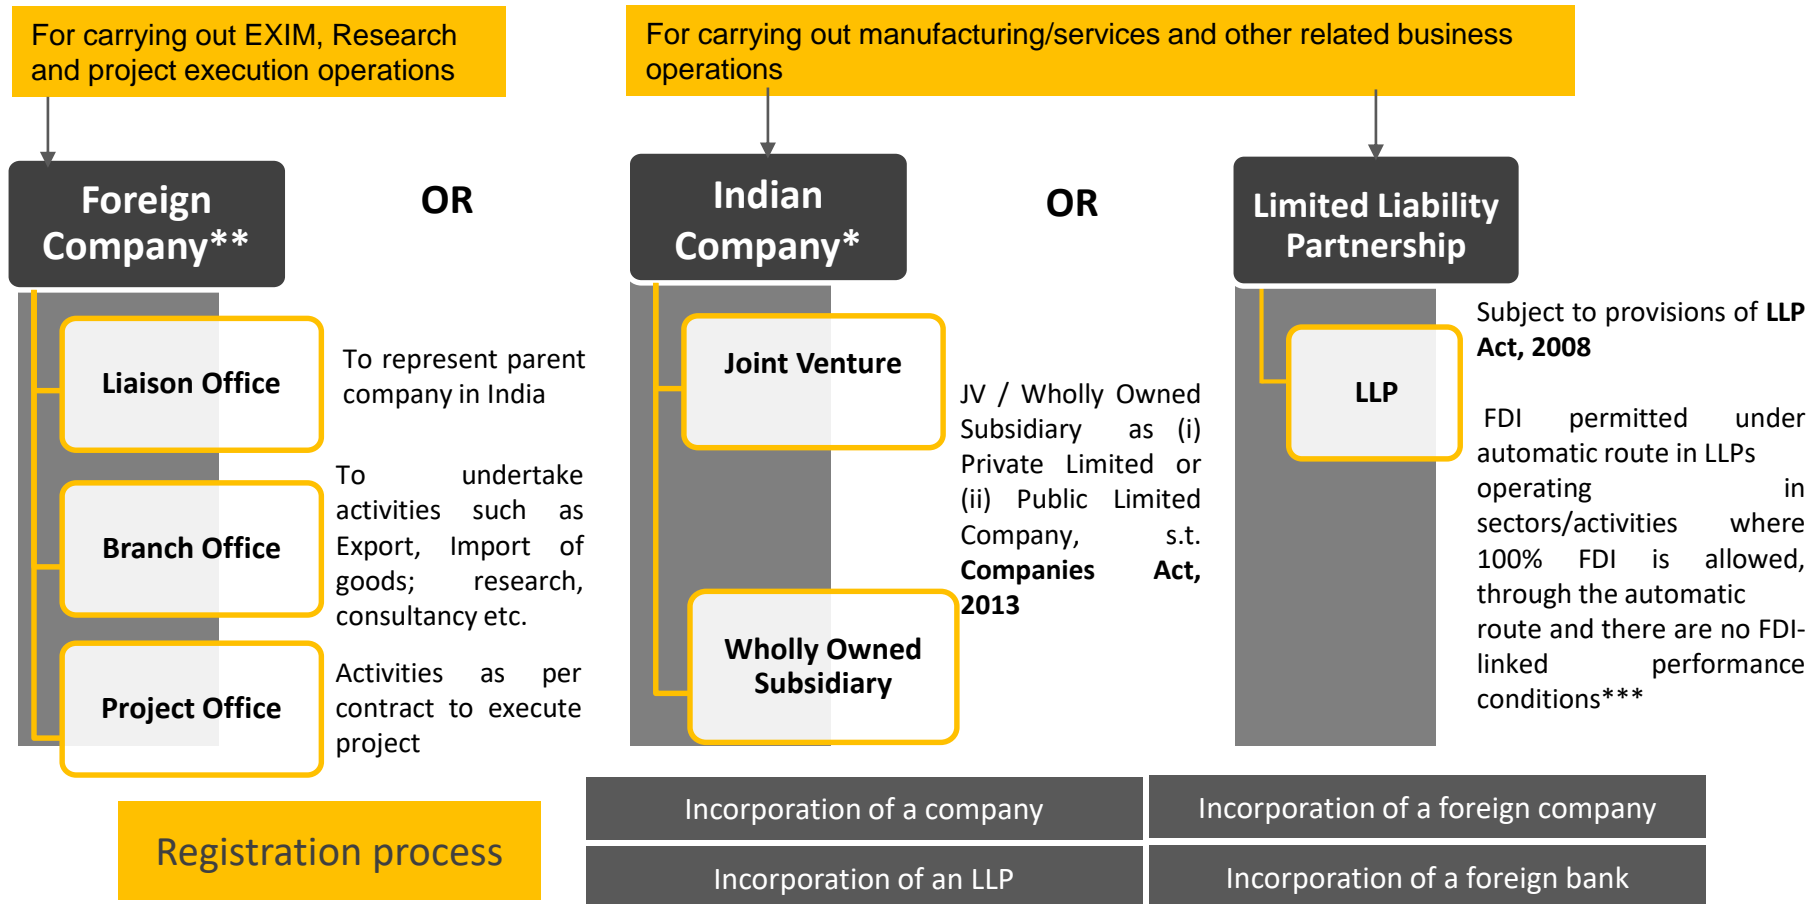 For carrying out EXIM, Research
and project execution operations
For carrying out manufacturing/services and other related business
operations
Foreign
Company**
OR
Indian
Company*
OR
Limited Liability
Partnership
Liaison Office
To represent parent
company in India
Branch Office
To undertake
activities such as
Export, Import of
goods; research,
consultancy etc.
Project Office
Activities as per
contract to execute
project
Joint Venture
Wholly Owned
Subsidiary
JV / Wholly Owned
Subsidiary as (i)
Private Limited or
(ii) Public Limited
Company, s.t.
Companies Act,
2013
LLP
Subject to provisions of LLP
Act, 2008
FDI permitted under
automatic route in LLPs
operating in
sectors/activities where
100% FDI is allowed,
through the automatic
route and there are no FDI-
linked performance
conditions***
Registration process
Incorporation of a company
Incorporation of a foreign company
Incorporation of an LLP
Incorporation of a foreign bank